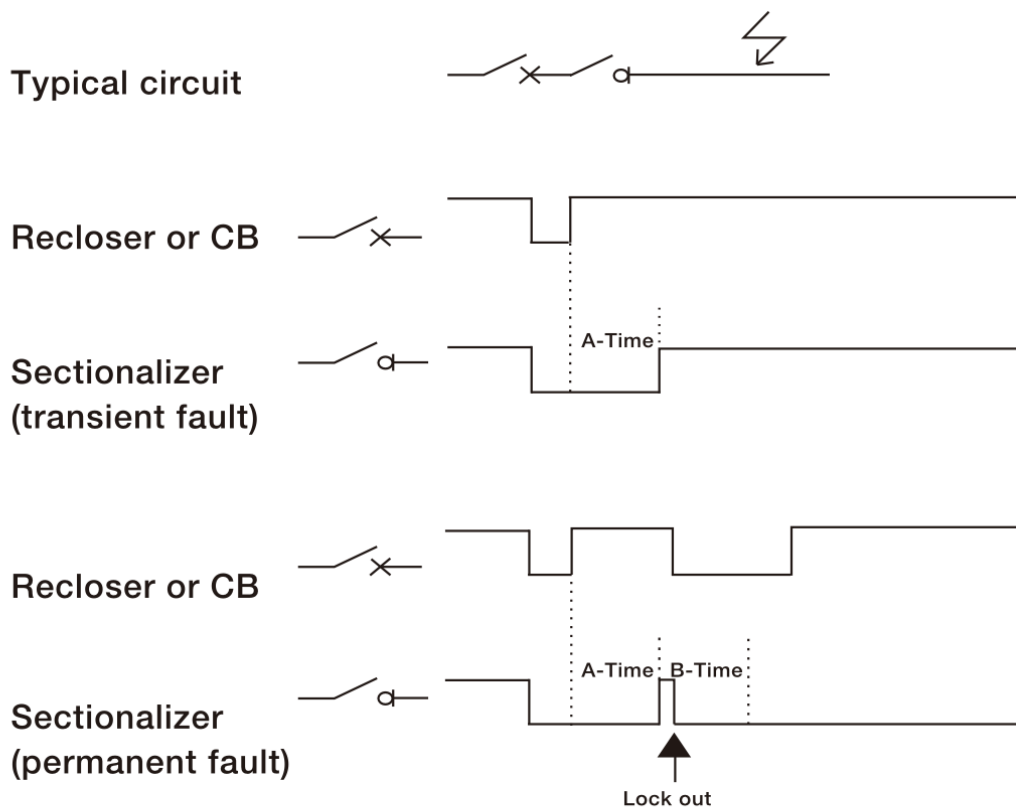 Typical circuit
Recloser or CB
A-Time
Sectionalizer
(transient fault)
Recloser or CB
A-Time
B-Time
Sectionalizer
(permanent fault)
Lock out